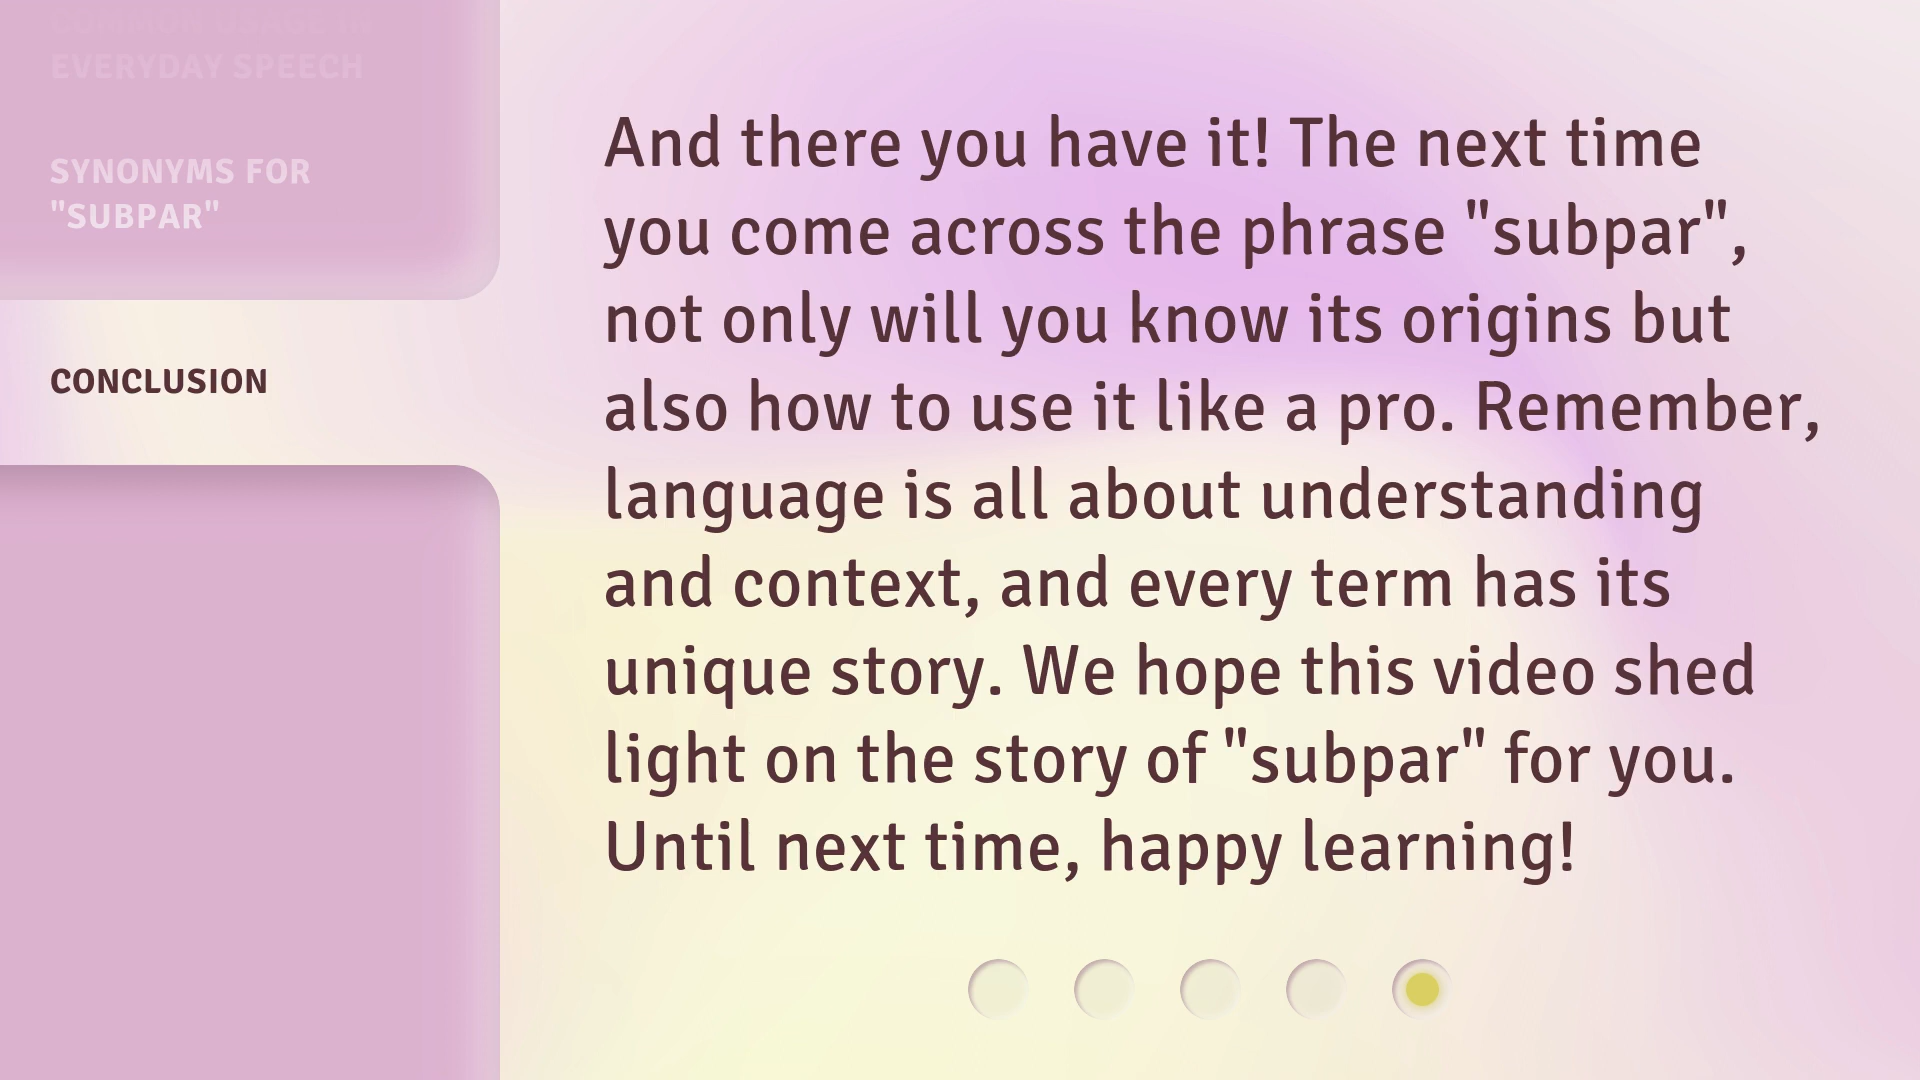 COMMON USAGE IN
EVERYDAY SPEECH
SYNONYMS FOR
"SUBPAR"
CONCLUSION
And there you have it! The next time
you come across the phrase "subpar",
not only will you know its origins but
also how to use it like a pro. Remember,
language is all about understanding
and context, and every term has its
unique story. We hope this video shed
light on the story of "subpar" for you.
Until next time, happy learning!